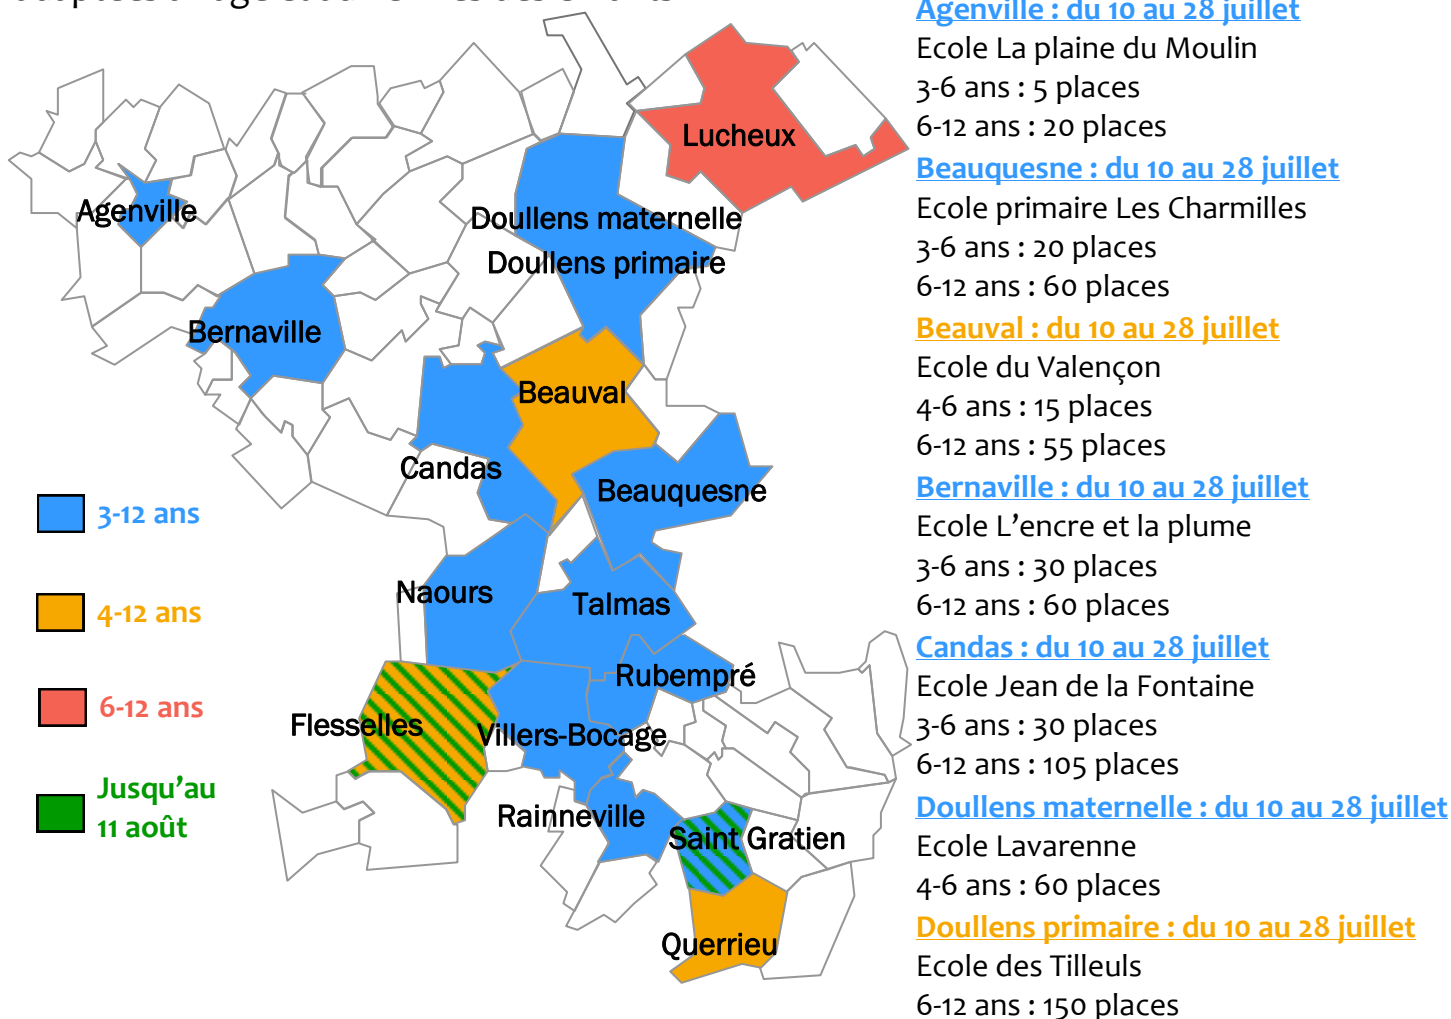 Agenville : du 10 au 28 juillet
Ecole La plaine du Moulin
3-6 ans : 5 places
6-12 ans : 20 places
Beauquesne : du 10 au 28 juillet
Ecole primaire Les Charmilles
3-6 ans : 20 places
6-12 ans : 60 places
Beauval : du 10 au 28 juillet
Ecole du Valençon
4-6 ans : 15 places
6-12 ans : 55 places
Bernaville : du 10 au 28 juillet
Ecole L’encre et la plume
3-6 ans : 30 places
6-12 ans : 60 places
Candas : du 10 au 28 juillet
Ecole Jean de la Fontaine
3-6 ans : 30 places
6-12 ans : 105 places
Doullens maternelle : du 10 au 28 juillet
Ecole Lavarenne
4-6 ans : 60 places
Doullens primaire : du 10 au 28 juillet
Ecole des Tilleuls
6-12 ans : 150 places
Lucheux
Agenville
Doullens maternelle
Doullens primaire
Bernaville
Beauval
Candas
Beauquesne
Naours
Talmas
Rubempré
Flesselles
Villers-Bocage
Rainneville
Saint Gratien
Querrieu
3-12 ans
4-12 ans
6-12 ans
Jusqu’au
11 août